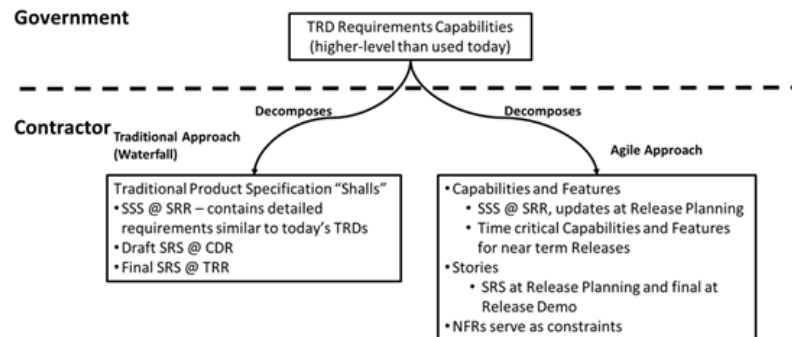 Government
TRD Requirements Capabilities
(higher-level than used today)
Decomposes
Decomposes
Contractor
Traditional Approach
(Waterfall)
Agile Approach
Traditional Product Specification “Shalls”
•SSS @ SRR – contains detailed
requirements similar to today’s TRDs
•Draft SRS @ CDR
•Final SRS @ TRR
•Capabilities and Features
• SSS @ SRR, updates at Release Planning
• Time critical Capabilities and Features
for near term Releases
•Stories
• SRS at Release Planning and final at
Release Demo
•NFRs serve as constraints